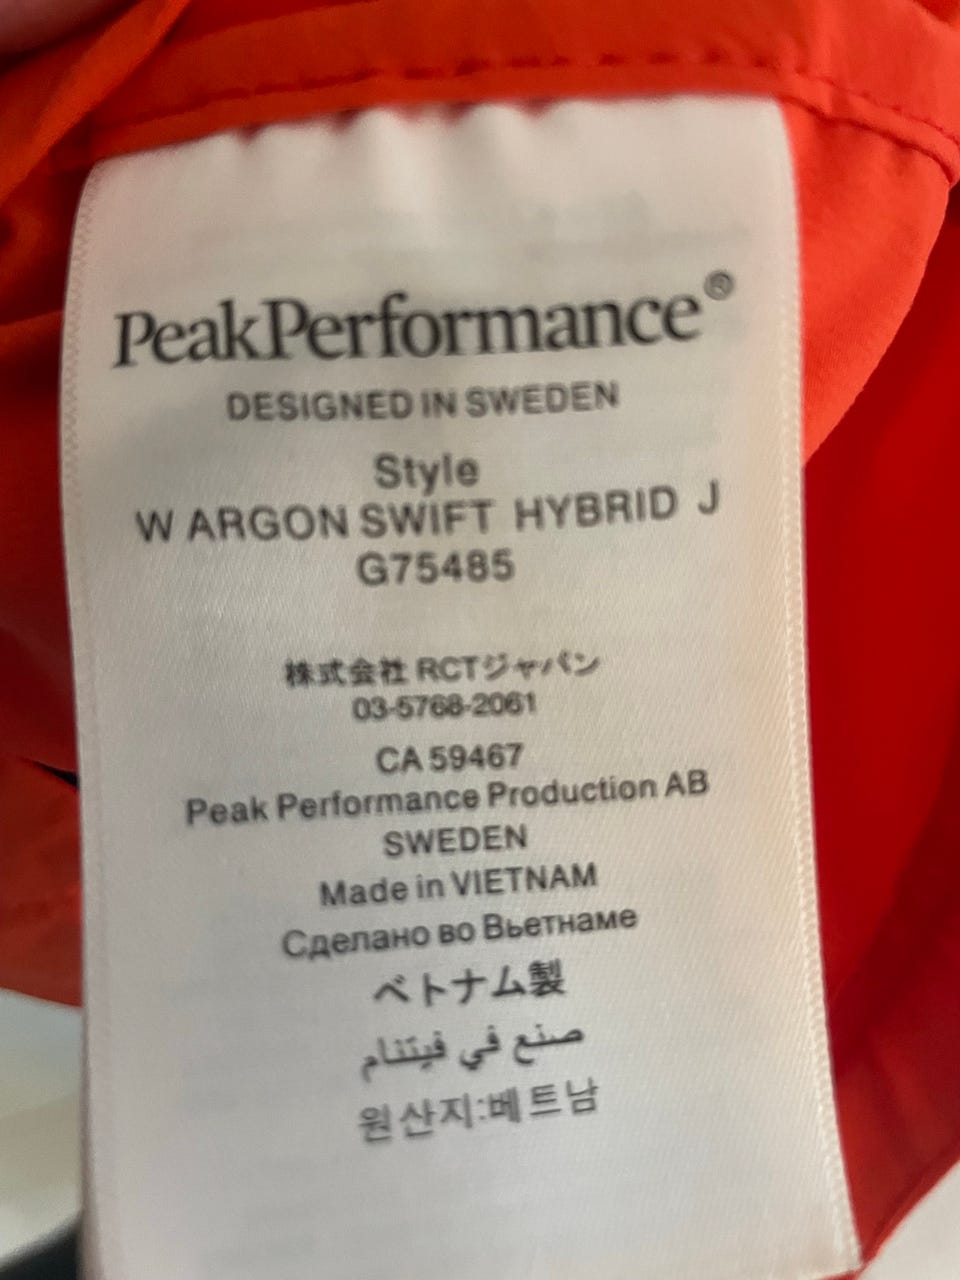 PeakPerformance®
DESIGNED IN SWEDEN
Style
W ARGON SWIFT HYBRID J
G75485
株式会社 RCTジャパン
03-5768-2061
CA 59467
Peak Performance Production AB
SWEDEN
Made in VIETNAM
Сделано во Вьетнаме
ベトナム製
صنع في فيتنام
원산지:베트남